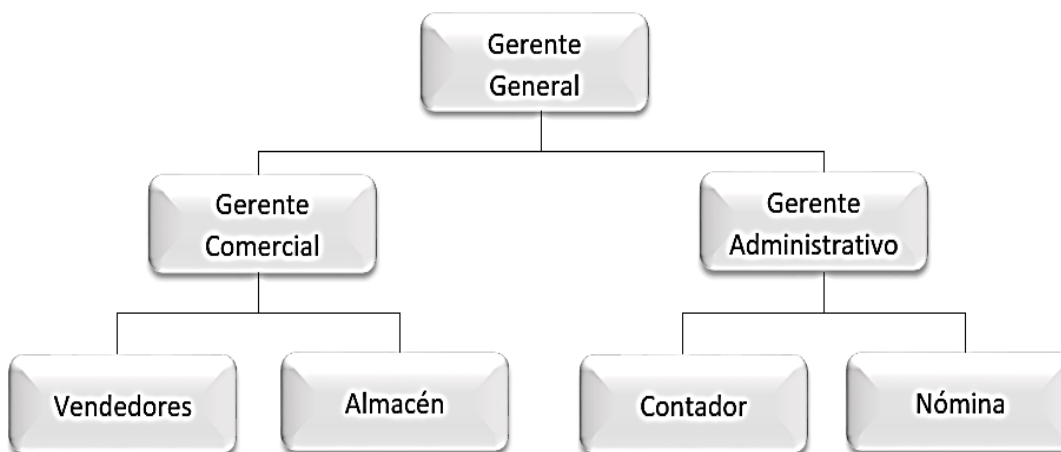 Gerente
General
Gerente
Comercial
Gerente
Administrativo
Vendedores
Almacén
Contador
Nómina